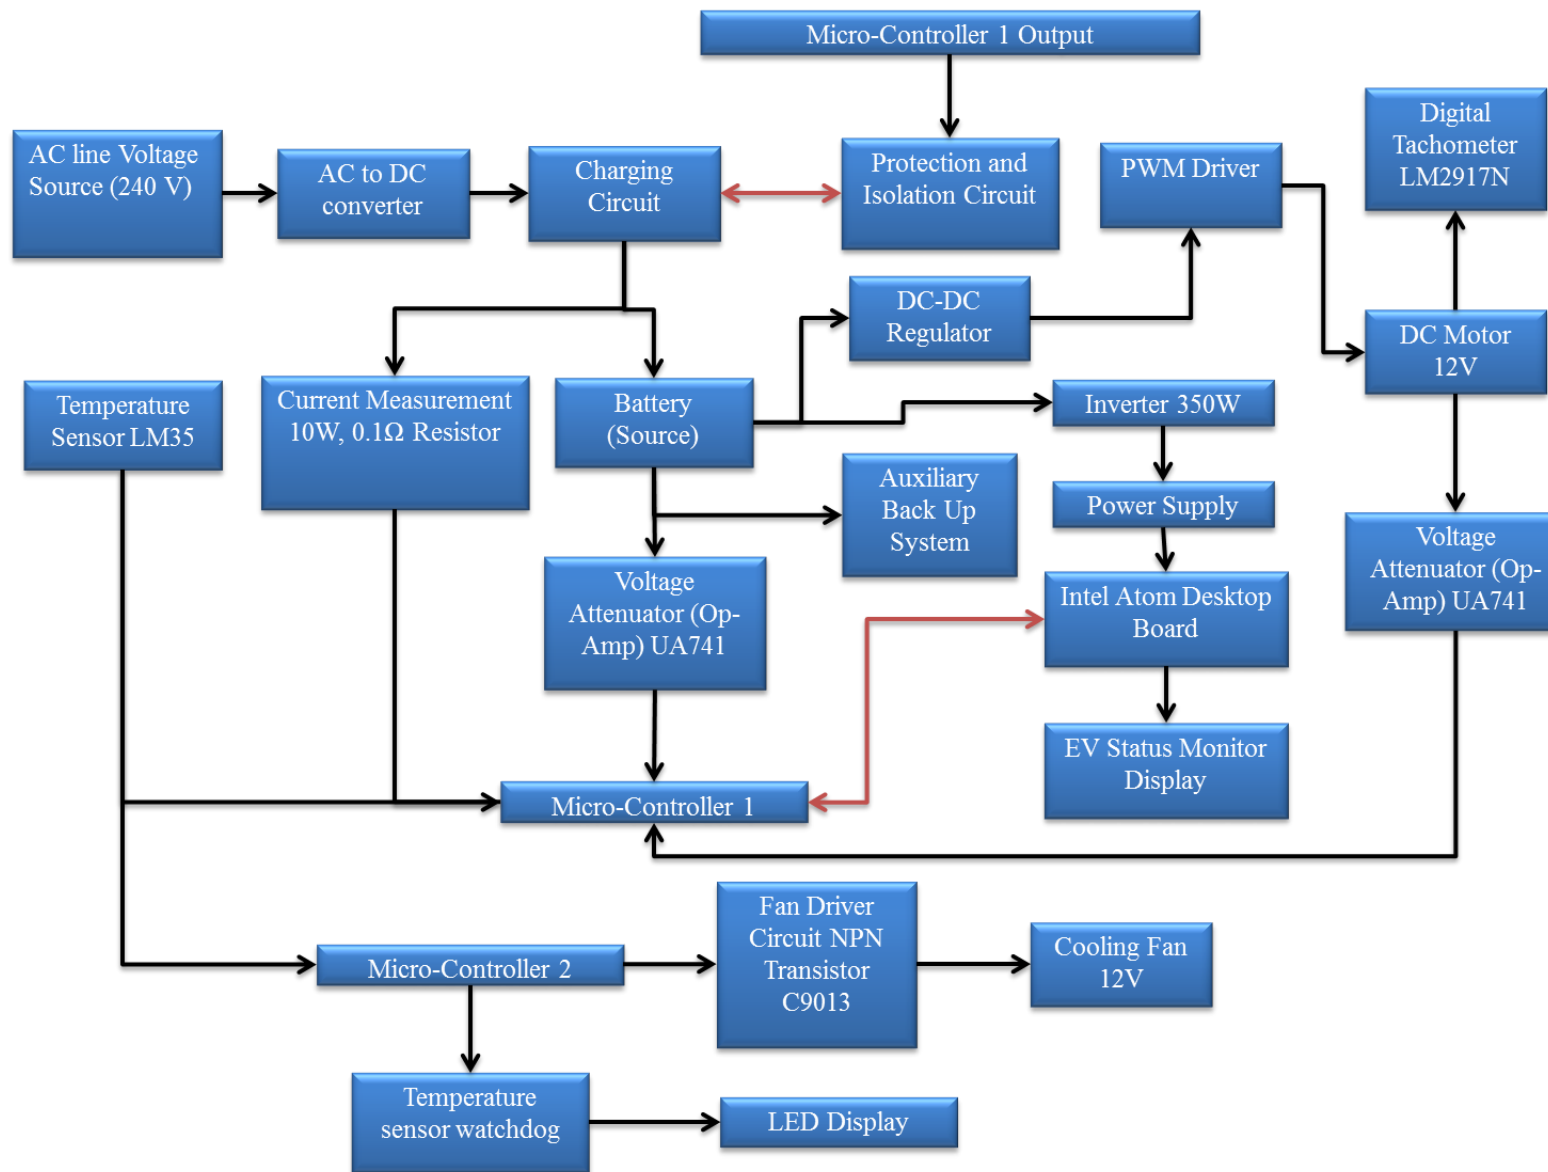 Micro-Controller 1 Output
AC line Voltage
Source (240 V)
AC to DC
converter
Charging
Circuit
Protection and
Isolation Circuit
PWM Driver
Digital
Tachometer
LM2917N
DC-DC
Regulator
DC Motor
12V
Temperature
Sensor LM35
Current Measurement
10W, 0.1Ω Resistor
Battery
(Source)
Inverter 350W
Auxiliary
Back Up
System
Power Supply
Voltage
Attenuator (Op-
Amp) UA741
Voltage
Attenuator (Op-
Amp) UA741
Intel Atom Desktop
Board
EV Status Monitor
Display
Micro-Controller 1
Micro-Controller 2
Fan Driver
Circuit NPN
Transistor
C9013
Cooling Fan
12V
Temperature
sensor watchdog
LED Display